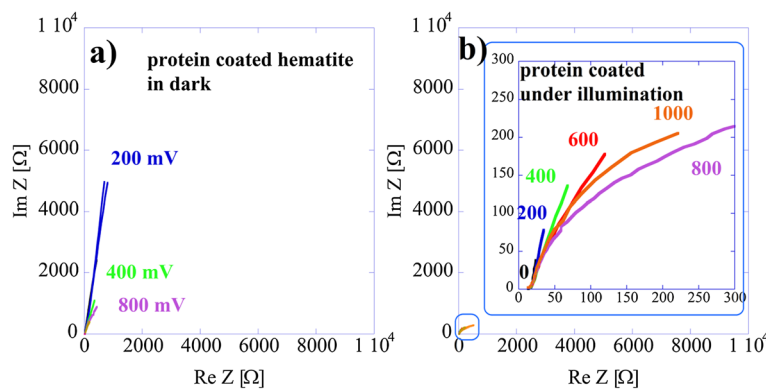 a)
protein coated hematite
in dark
1 10⁴
8000
6000
4000
2000
0
Im Z [Ω]
200 mV
400 mV
800 mV
0 2000 4000 6000 8000 1 10⁴
Re Z [Ω]
b)
1 10⁴
8000
6000
4000
2000
0
Im Z [Ω]
protein coated
under illumination
300
250
200
150
100
50
0
0
200
400
600
1000
800
0 50 100 150 200 250 300
0 2000 4000 6000 8000 1 10⁴
Re Z [Ω]